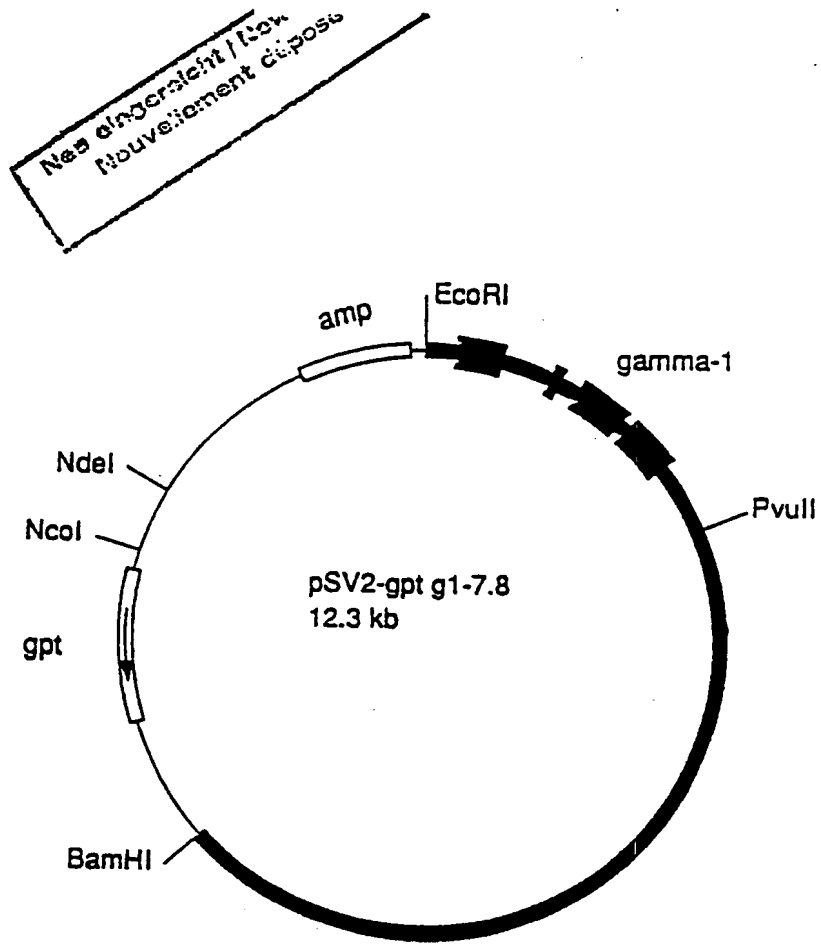 Nouvellement déposé
amp
EcoRI
gamma-1
NdeI
PvuII
NcoI
pSV2-gpt g1-7.8
12.3 kb
gpt
BamHI